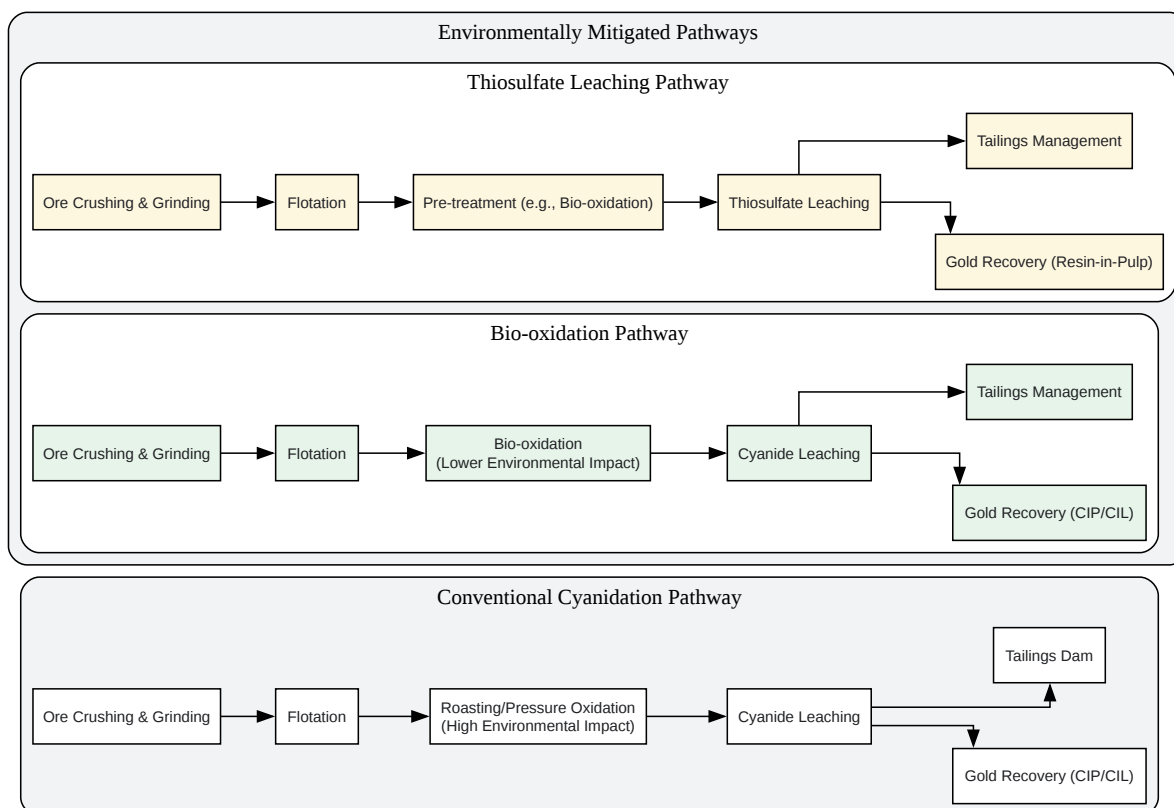 Environmentally Mitigated Pathways
Thiosulfate Leaching Pathway
Tailings Management
Ore Crushing & Grinding
Flotation
Pre-treatment (e.g., Bio-oxidation)
Thiosulfate Leaching
Gold Recovery (Resin-in-Pulp)
Bio-oxidation Pathway
Tailings Management
Ore Crushing & Grinding
Flotation
Bio-oxidation
(Lower Environmental Impact)
Cyanide Leaching
Gold Recovery (CIP/CIL)
Conventional Cyanidation Pathway
Tailings Dam
Ore Crushing & Grinding
Flotation
Roasting/Pressure Oxidation
(High Environmental Impact)
Cyanide Leaching
Gold Recovery (CIP/CIL)